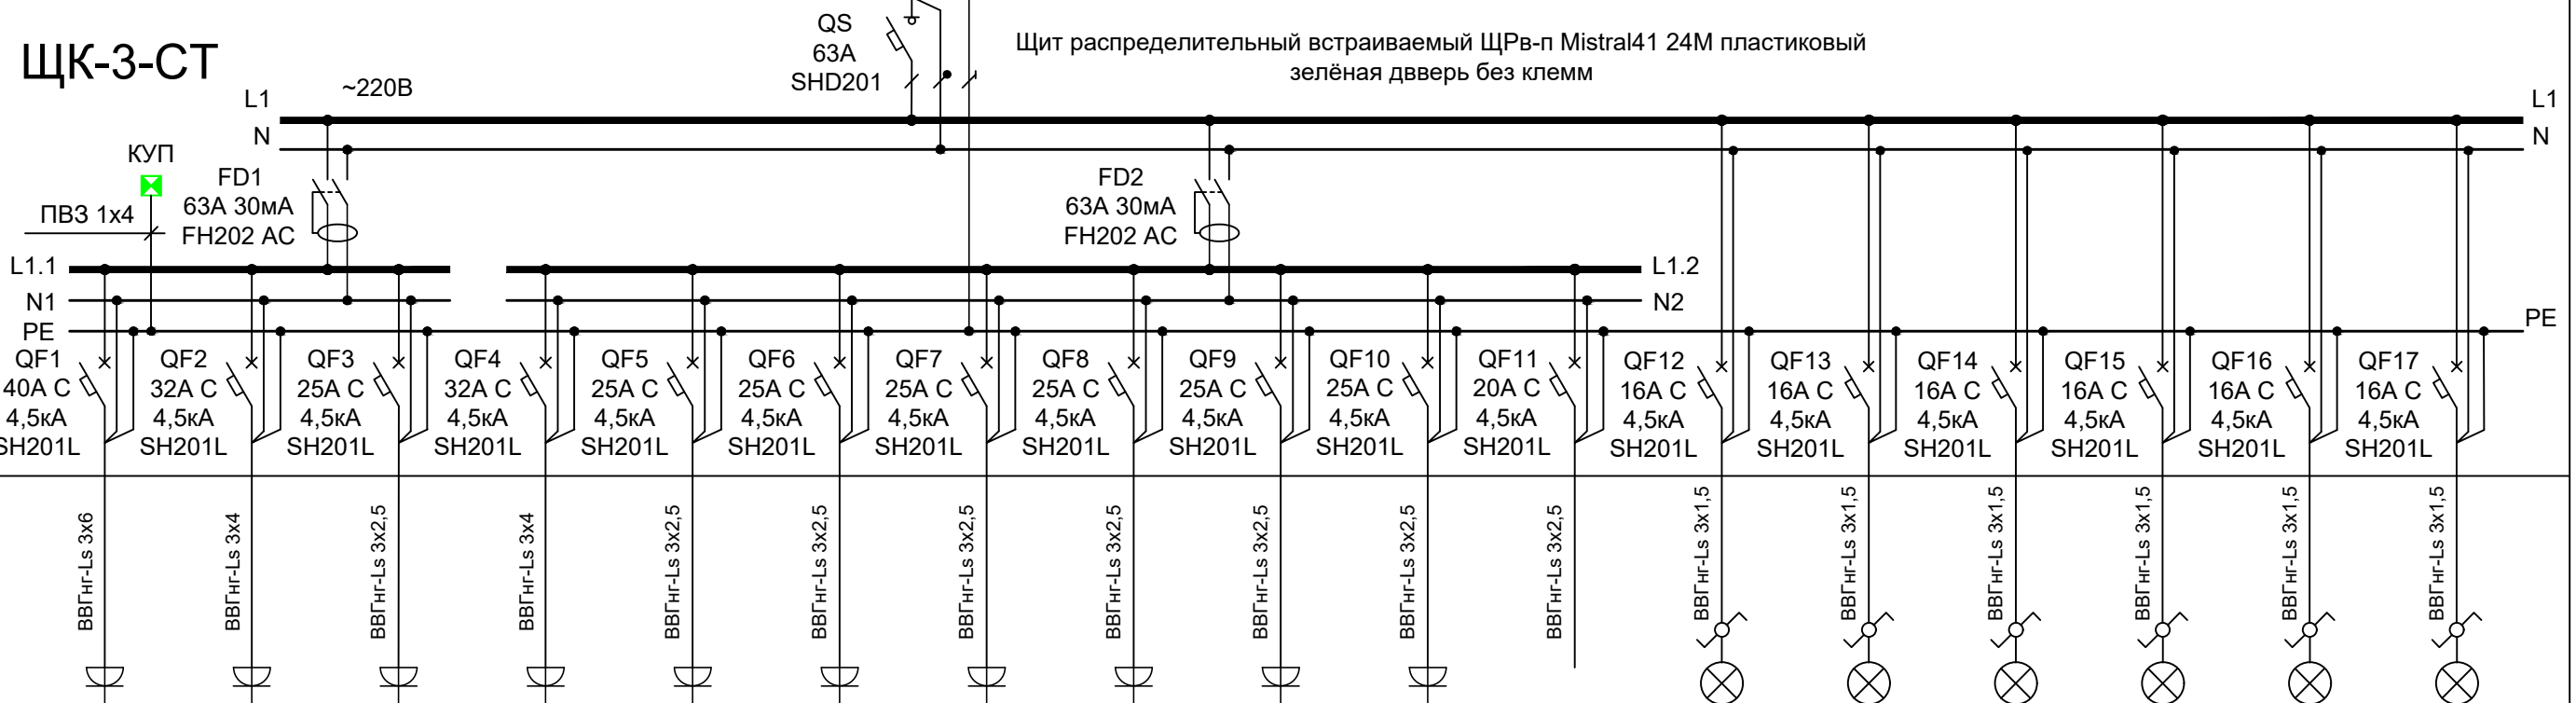 ЩК-3-СТ
QS
63А
SHD201
Щит распределительный встраиваемый ЩРв-п Mistral41 24М пластиковый
зелёная двверь без клемм
~220В
L1
N
L1
N
КУП
ПВ3 1х4
FD1
63А 30мА
FH202 AC
FD2
63А 30мА
FH202 AC
L1.1
N1
PE
L1.2
N2
PE
QF1
40А С
4,5кА
SH201L
QF2
32А С
4,5кА
SH201L
QF3
25А С
4,5кА
SH201L
QF4
32А С
4,5кА
SH201L
QF5
25А С
4,5кА
SH201L
QF6
25А С
4,5кА
SH201L
QF7
25А С
4,5кА
SH201L
QF8
25А С
4,5кА
SH201L
QF9
25А С
4,5кА
SH201L
QF10
25А С
4,5кА
SH201L
QF11
20А С
4,5кА
SH201L
QF12
16А С
4,5кА
SH201L
QF13
16А С
4,5кА
SH201L
QF14
16А С
4,5кА
SH201L
QF15
16А С
4,5кА
SH201L
QF16
16А С
4,5кА
SH201L
QF17
16А С
4,5кА
SH201L
ВВГнг-Ls 3х6
ВВГнг-Ls 3х4
ВВГнг-Ls 3х2,5
ВВГнг-Ls 3х4
ВВГнг-Ls 3х2,5
ВВГнг-Ls 3х2,5
ВВГнг-Ls 3х2,5
ВВГнг-Ls 3х2,5
ВВГнг-Ls 3х2,5
ВВГнг-Ls 3х2,5
ВВГнг-Ls 3х2,5
ВВГнг-Ls 3х1,5
ВВГнг-Ls 3х1,5
ВВГнг-Ls 3х1,5
ВВГнг-Ls 3х1,5
ВВГнг-Ls 3х1,5
ВВГнг-Ls 3х1,5